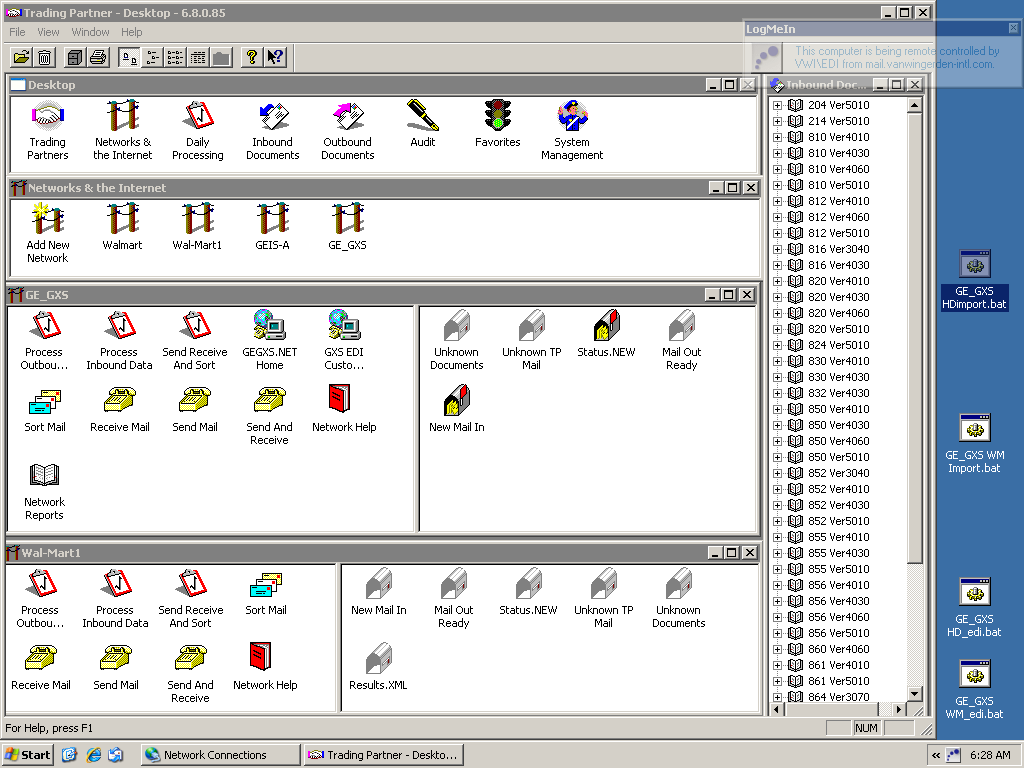 Trading Partner - Desktop - 6.8.0.85
File View Window Help
LogMeIn
This computer is being remote controlled by
VWI\EDI from mail.vanwingerden-intl.com.
Desktop
Trading
Partners
Networks &
the Internet
Daily
Processing
Inbound
Documents
Outbound
Documents
Audit
Favorites
System
Management
Networks & the Internet
Add New
Network
Walmart
Wal-Mart1
GEIS-A
GE_GXS
GE_GXS
Process
Outbou...
Process
Inbound Data
Send Receive
And Sort
GEGXS.NET
Home
GXS EDI
Custo...
Sort Mail
Receive Mail
Send Mail
Send And
Receive
Network Help
Network
Reports
Unknown
Documents
Unknown TP
Mail
Status.NEW
Mail Out
Ready
New Mail In
Wal-Mart1
Process
Outbou...
Process
Inbound Data
Send Receive
And Sort
Sort Mail
Receive Mail
Send Mail
Send And
Receive
Network Help
New Mail In
Mail Out
Ready
Status.NEW
Unknown TP
Mail
Unknown
Documents
Results.XML
Inbound Doc...
204 Ver5010
214 Ver5010
810 Ver4010
810 Ver4030
810 Ver4060
810 Ver5010
812 Ver4010
812 Ver4060
812 Ver5010
816 Ver3040
816 Ver4030
820 Ver4010
820 Ver4030
820 Ver4060
820 Ver5010
824 Ver5010
830 Ver4010
830 Ver4030
832 Ver4030
850 Ver4010
850 Ver4030
850 Ver4060
850 Ver5010
852 Ver3040
852 Ver4010
852 Ver4030
852 Ver5010
855 Ver4010
855 Ver4030
855 Ver5010
856 Ver4010
856 Ver4030
856 Ver4060
856 Ver5010
860 Ver4060
861 Ver4010
861 Ver5010
864 Ver3070
GE_GXS
HDimport.bat
GE_GXS WM
Import.bat
GE_GXS
HD_edi.bat
GE_GXS
WM_edi.bat
For Help, press F1
NUM
Start
Network Connections
Trading Partner - Deskto...
6:28 AM